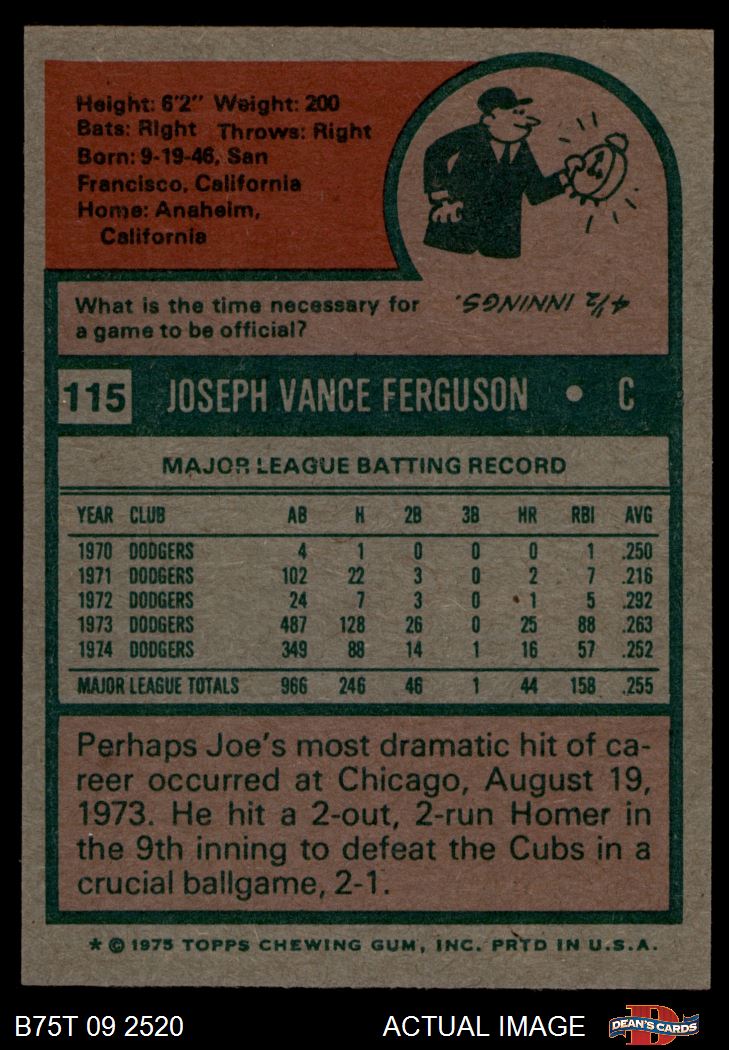 Height: 6'2" Weight: 200
Bats: Right Throws: Right
Born: 9-19-46, San
Francisco, California
Home: Anaheim,
California
What is the time necessary for
a game to be official?
4½ INNINGS.
115 JOSEPH VANCE FERGUSON • C
MAJOR LEAGUE BATTING RECORD
YEAR CLUB AB H 2B 3B HR RBI AVG
1970 DODGERS 4 1 0 0 0 1 .250
1971 DODGERS 102 22 3 0 2 7 .216
1972 DODGERS 24 7 3 0 1 5 .292
1973 DODGERS 487 128 26 0 25 88 .263
1974 DODGERS 349 88 14 1 16 57 .252
MAJOR LEAGUE TOTALS 966 246 46 1 44 158 .255
Perhaps Joe's most dramatic hit of ca-
reer occurred at Chicago, August 19,
1973. He hit a 2-out, 2-run Homer in
the 9th inning to defeat the Cubs in a
crucial ballgame, 2-1.
* © 1975 TOPPS CHEWING GUM, INC. PRTD IN U.S.A.
B75T 09 2520 ACTUAL IMAGE D DEAN'S CARDS